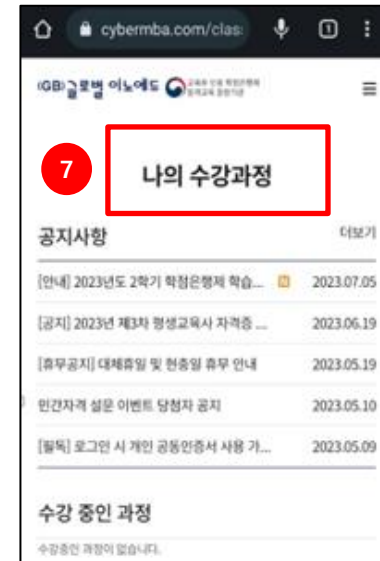 cybermba.com/clas
1
(GB)글로벌 이노에듀
7
나의 수강과정
공지사항 더보기
[안내] 2023년도 2학기 학점은행제 학습... N 2023.07.05
[공지] 2023년 제3차 평생교육사 자격증 ... 2023.06.19
[휴무공지] 대체휴일 및 현충일 휴무 안내 2023.05.19
민간자격 설문 이벤트 당첨자 공지 2023.05.10
[필독] 로그인 시 개인 공동인증서 사용 가... 2023.05.09
수강 중인 과정
수강중인 과정이 없습니다.